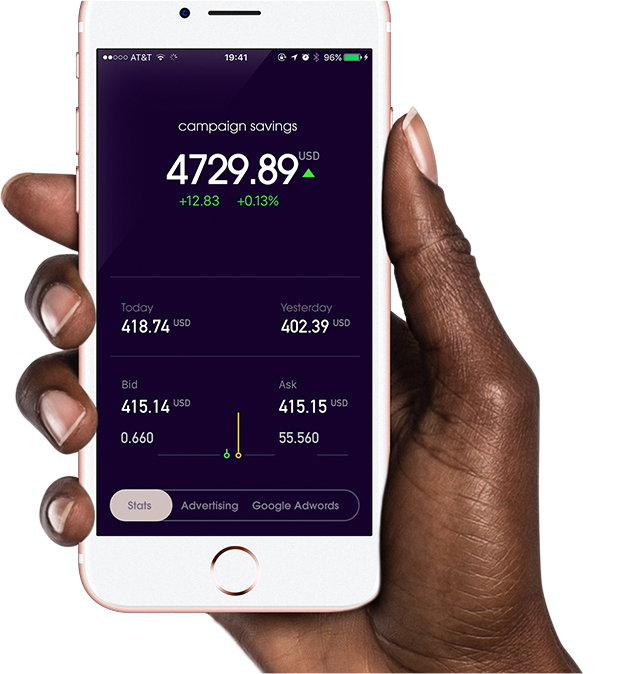 AT&T 19:41 96%
campaign savings
4729.89 USD
+12.83 +0.13%
Today Yesterday
418.74 USD 402.39 USD
Bid Ask
415.14 USD 415.15 USD
0.660 55.560
Stats Advertising Google Adwords